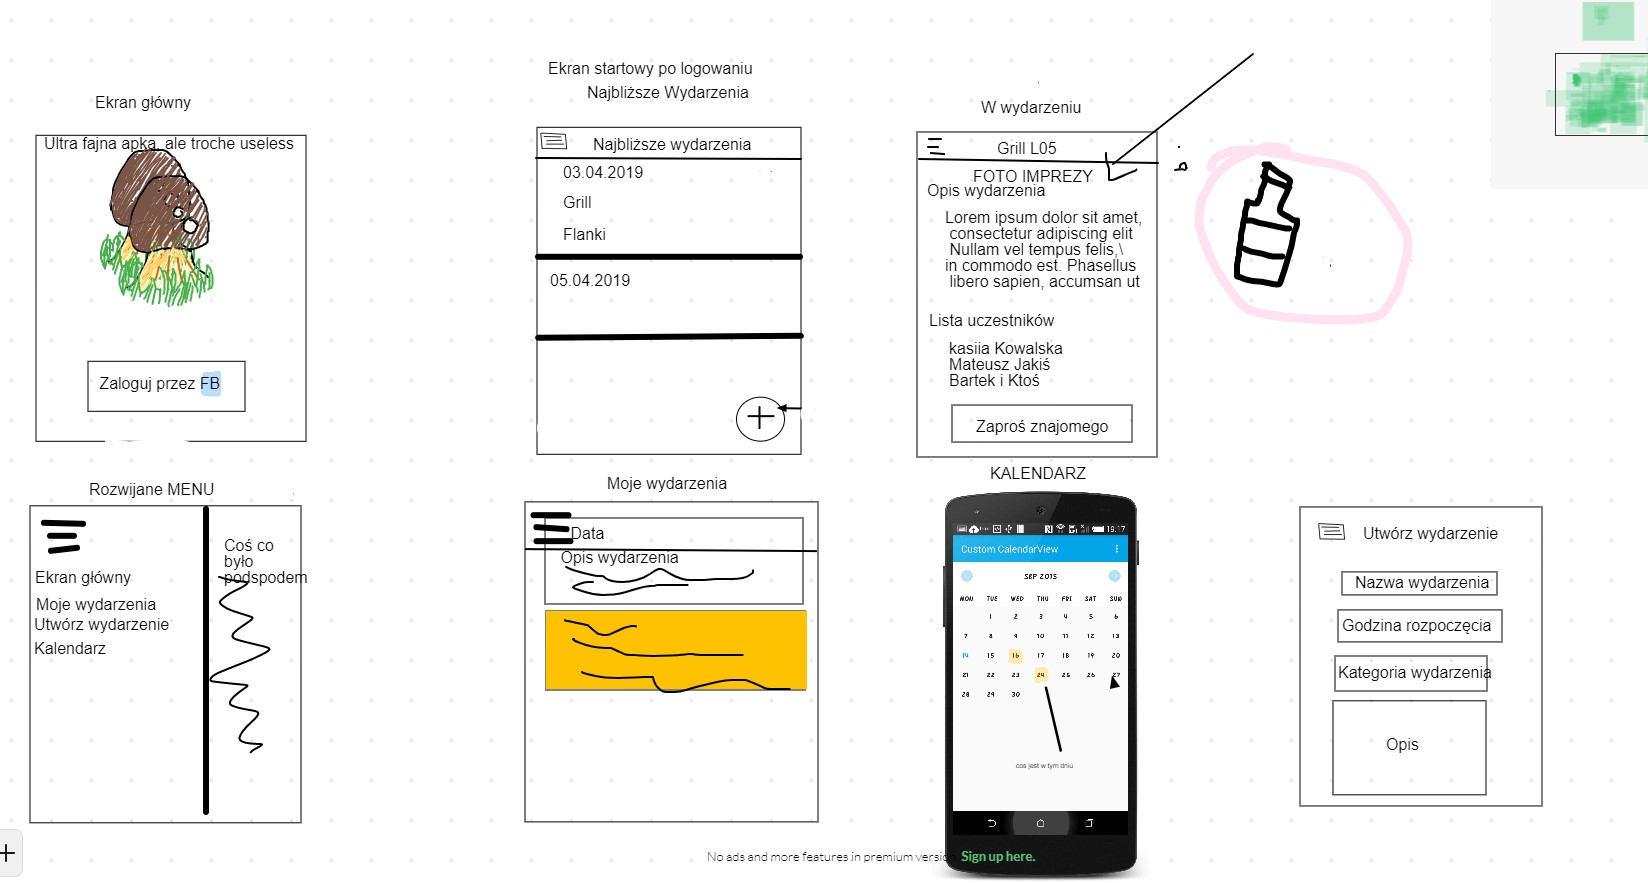 Ekran główny
Ultra fajna apka, ale troche useless
Zaloguj przez FB
Ekran startowy po logowaniu
Najbliższe Wydarzenia
Najbliższe wydarzenia
03.04.2019
Grill
Flanki
05.04.2019
W wydarzeniu
Grill L05
FOTO IMPREZY
Opis wydarzenia
Lorem ipsum dolor sit amet,
consectetur adipiscing elit
Nullam vel tempus felis,\
in commodo est. Phasellus
libero sapien, accumsan ut
Lista uczestników
kasiia Kowalska
Mateusz Jakiś
Bartek i Ktoś
Zaproś znajomego
Rozwijane MENU
Ekran główny
Moje wydarzenia
Utwórz wydarzenie
Kalendarz
Coś co
było
podspodem
Moje wydarzenia
Data
Opis wydarzenia
KALENDARZ
19:17
Custom CalendarView
SEP 2015
MON TUE WED THU FRI SAT SUN
1 2 3 4 5 6
7 8 9 10 11 12 13
14 15 16 17 18 19 20
21 22 23 24 25 26 27
28 29 30
cos jest w tym dniu
Utwórz wydarzenie
Nazwa wydarzenia
Godzina rozpoczęcia
Kategoria wydarzenia
Opis
No ads and more features in premium version Sign up here.